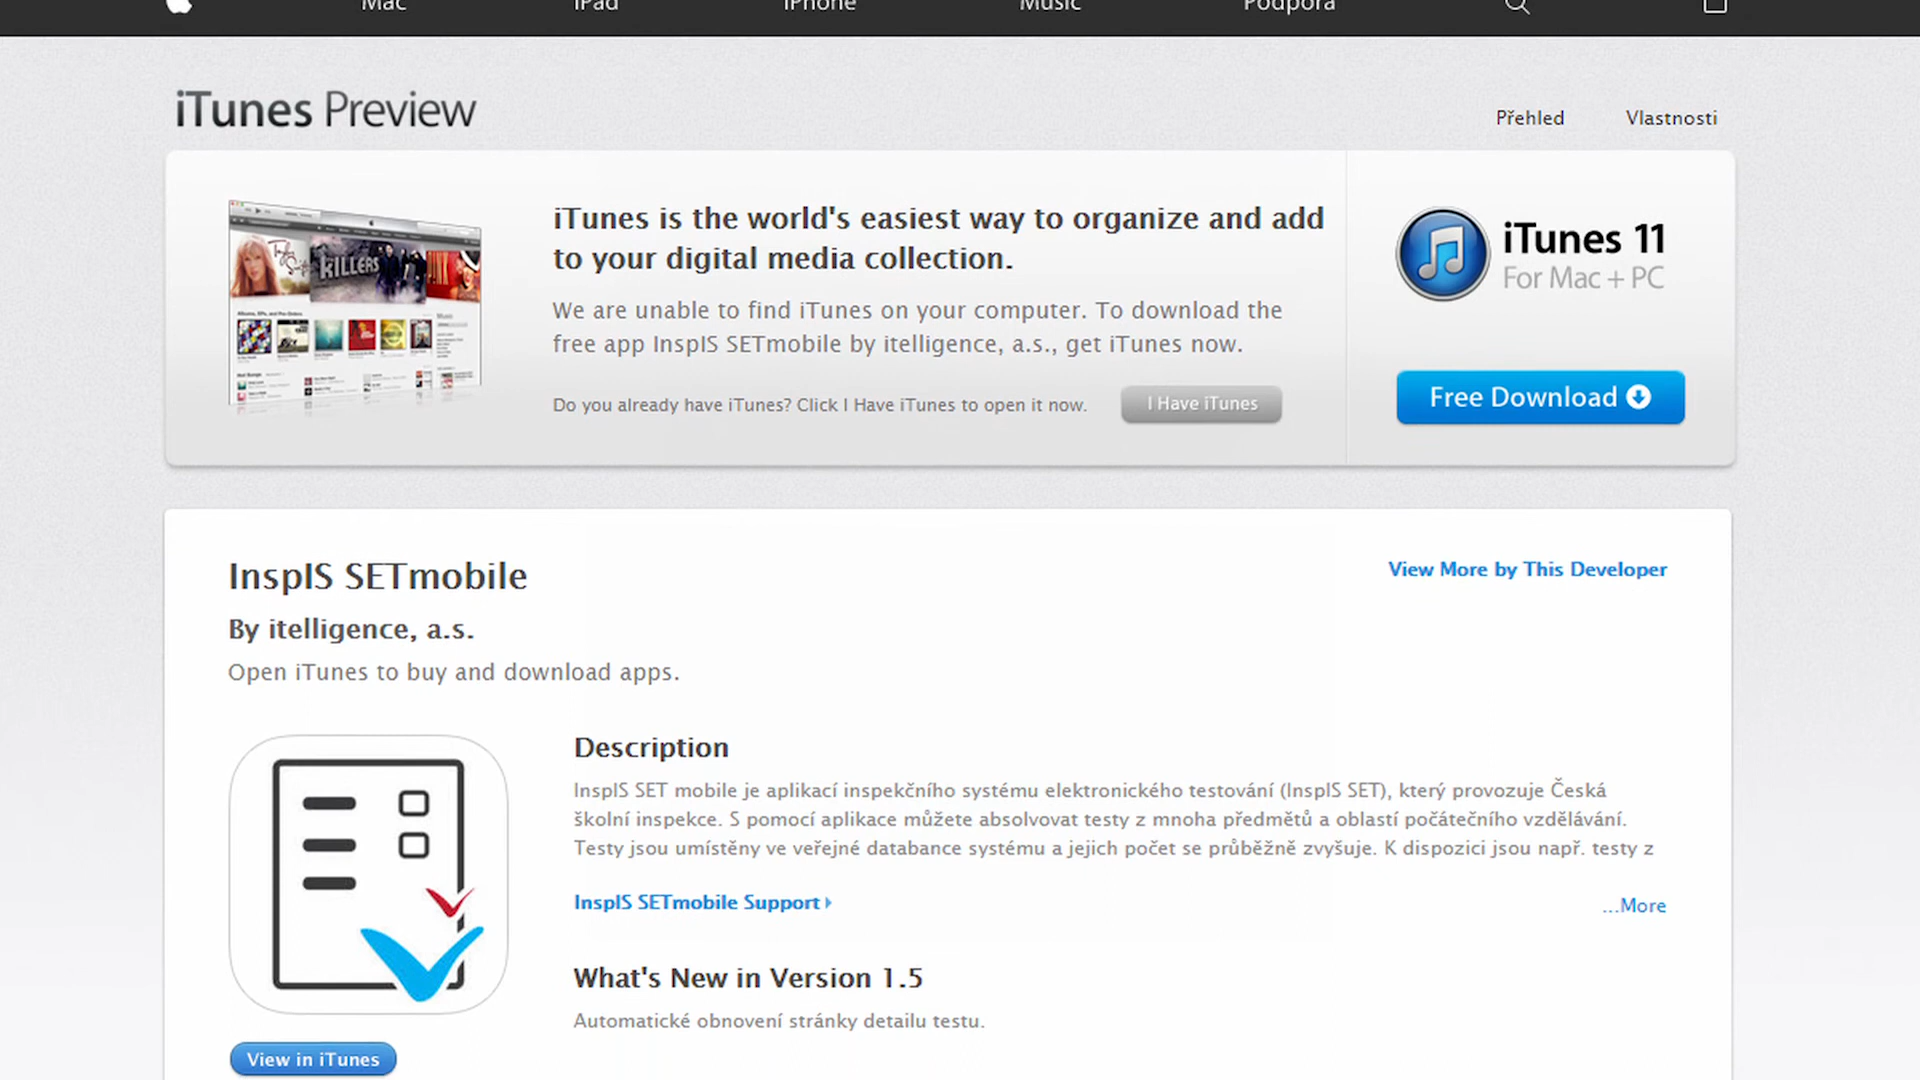 Mac iPad iPhone Music Podpora
iTunes Preview
Přehled Vlastnosti
iTunes is the world's easiest way to organize and add
to your digital media collection.
We are unable to find iTunes on your computer. To download the
free app InspIS SETmobile by itelligence, a.s., get iTunes now.
Do you already have iTunes? Click I Have iTunes to open it now.
I Have iTunes
iTunes 11
For Mac + PC
Free Download
KILLERS
InspIS SETmobile
View More by This Developer
By itelligence, a.s.
Open iTunes to buy and download apps.
Description
InspIS SET mobile je aplikací inspekčního systému elektronického testování (InspIS SET), který provozuje Česká
školní inspekce. S pomocí aplikace můžete absolvovat testy z mnoha předmětů a oblastí počátečního vzdělávání.
Testy jsou umístěny ve veřejné databance systému a jejich počet se průběžně zvyšuje. K dispozici jsou např. testy z
InspIS SETmobile Support
...More
What's New in Version 1.5
Automatické obnovení stránky detailu testu.
View in iTunes